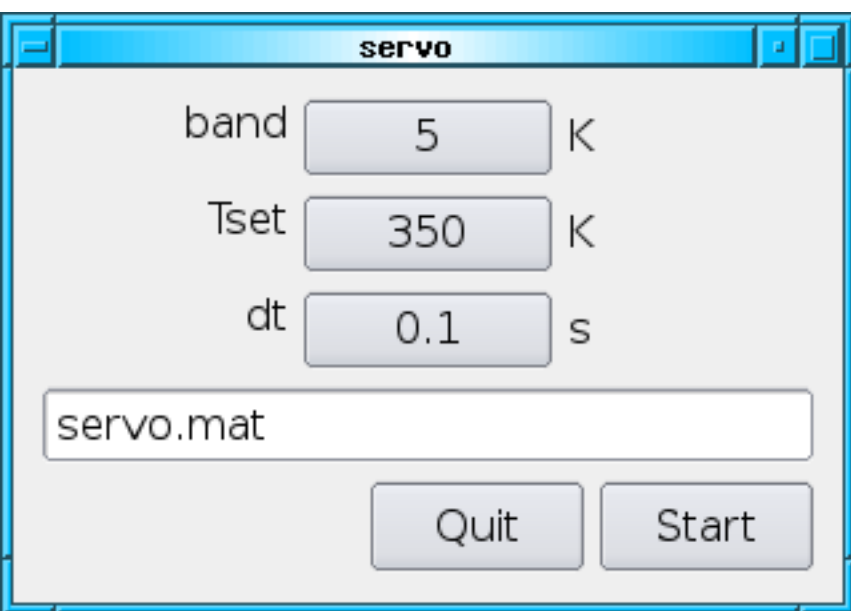 servo
band 5 K
Tset 350 K
dt 0.1 s
servo.mat
Quit Start